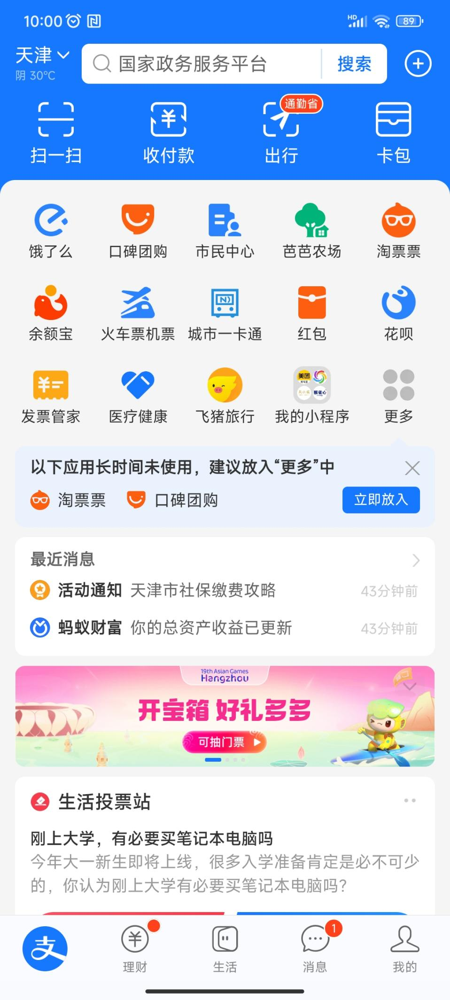 10:00 HD 89
天津 国家政务服务平台 搜索
阴 30°C
通勤省
扫一扫 收付款 出行 卡包
饿了么 口碑团购 市民中心 芭芭农场 淘票票
余额宝 火车票机票 城市一卡通 红包 花呗
美团
猴省心
发票管家 医疗健康 飞猪旅行 我的小程序 更多
以下应用长时间未使用，建议放入“更多”中
淘票票 口碑团购 立即放入
最近消息
活动通知 天津市社保缴费攻略 43分钟前
蚂蚁财富 你的总资产收益已更新 43分钟前
19th Asian Games
Hangzhou
开宝箱 好礼多多
可抽门票
生活投票站
刚上大学，有必要买笔记本电脑吗
今年大一新生即将上线，很多入学准备肯定是必不可少
的，你认为刚上大学有必要买笔记本电脑吗？
支
1
理财 生活 消息 我的